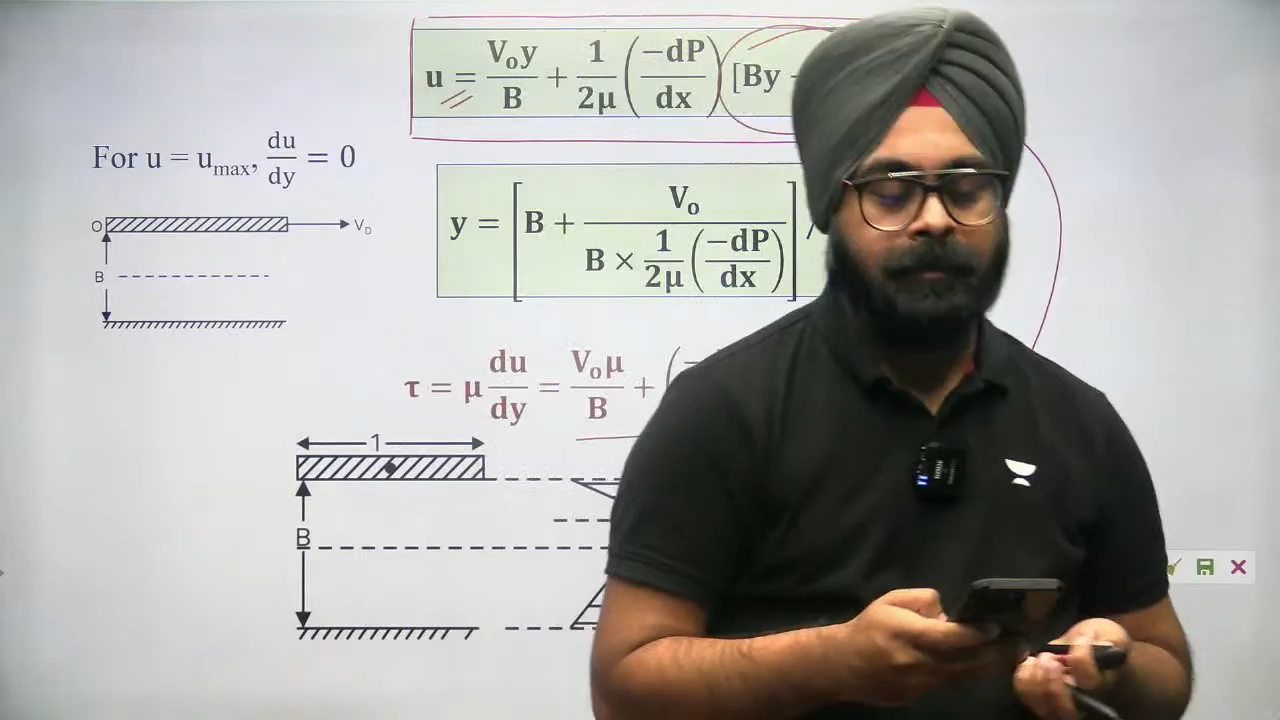 u = V₀y/B + 1/2μ (−dP/dx) [By
For u = u_max, du/dy = 0
y = [B + V₀/(B × 1/2μ (−dP/dx))] /
O V_D
B
τ = μ du/dy = V₀μ/B + (−
1
B